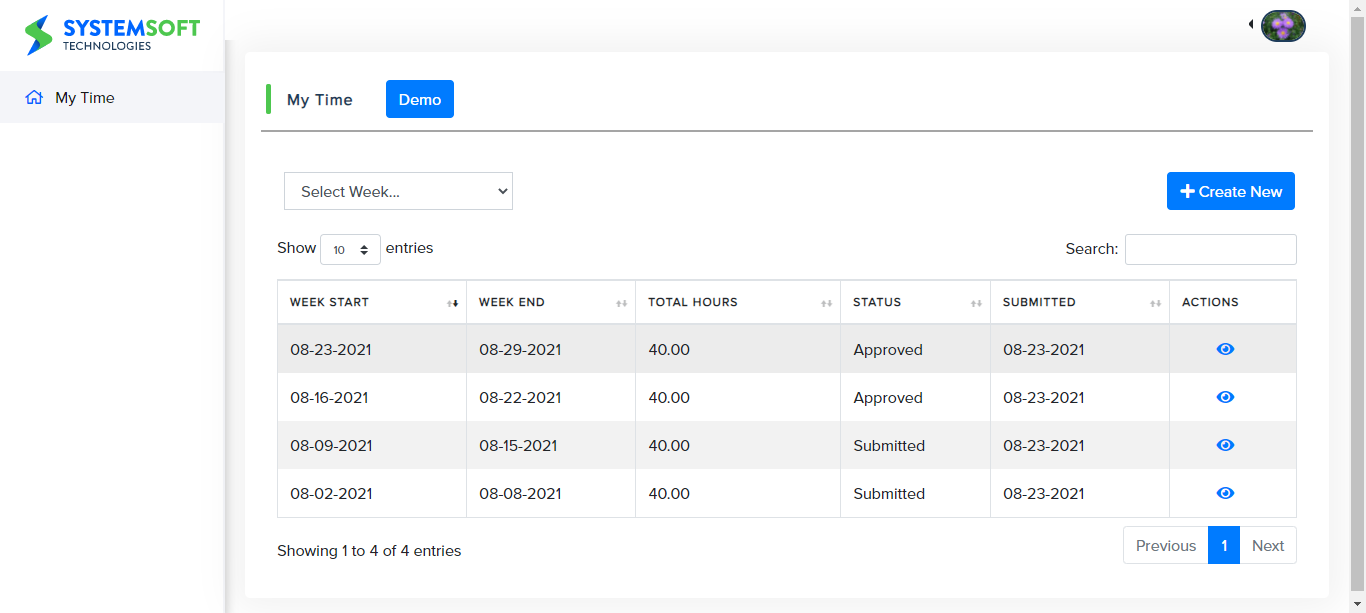 SYSTEMSOFT
TECHNOLOGIES
My Time
My Time Demo
Select Week...
Create New
Show 10 entries Search:
WEEK START WEEK END TOTAL HOURS STATUS SUBMITTED ACTIONS
08-23-2021 08-29-2021 40.00 Approved 08-23-2021
08-16-2021 08-22-2021 40.00 Approved 08-23-2021
08-09-2021 08-15-2021 40.00 Submitted 08-23-2021
08-02-2021 08-08-2021 40.00 Submitted 08-23-2021
Showing 1 to 4 of 4 entries Previous 1 Next